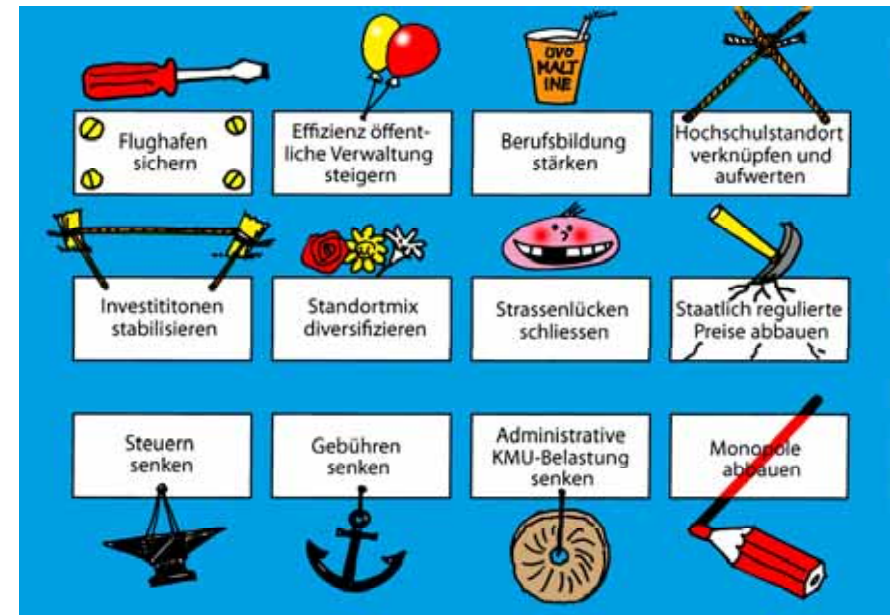 OVO
MALT
INE
Flughafen
sichern
Effizienz öffent-
liche Verwaltung
steigern
Berufsbildung
stärken
Hochschulstandort
verknüpfen und
aufwerten
Investititonen
stabilisieren
Standortmix
diversifizieren
Strassenlücken
schliessen
Staatlich regulierte
Preise abbauen
Steuern
senken
Gebühren
senken
Administrative
KMU-Belastung
senken
Monopole
abbauen